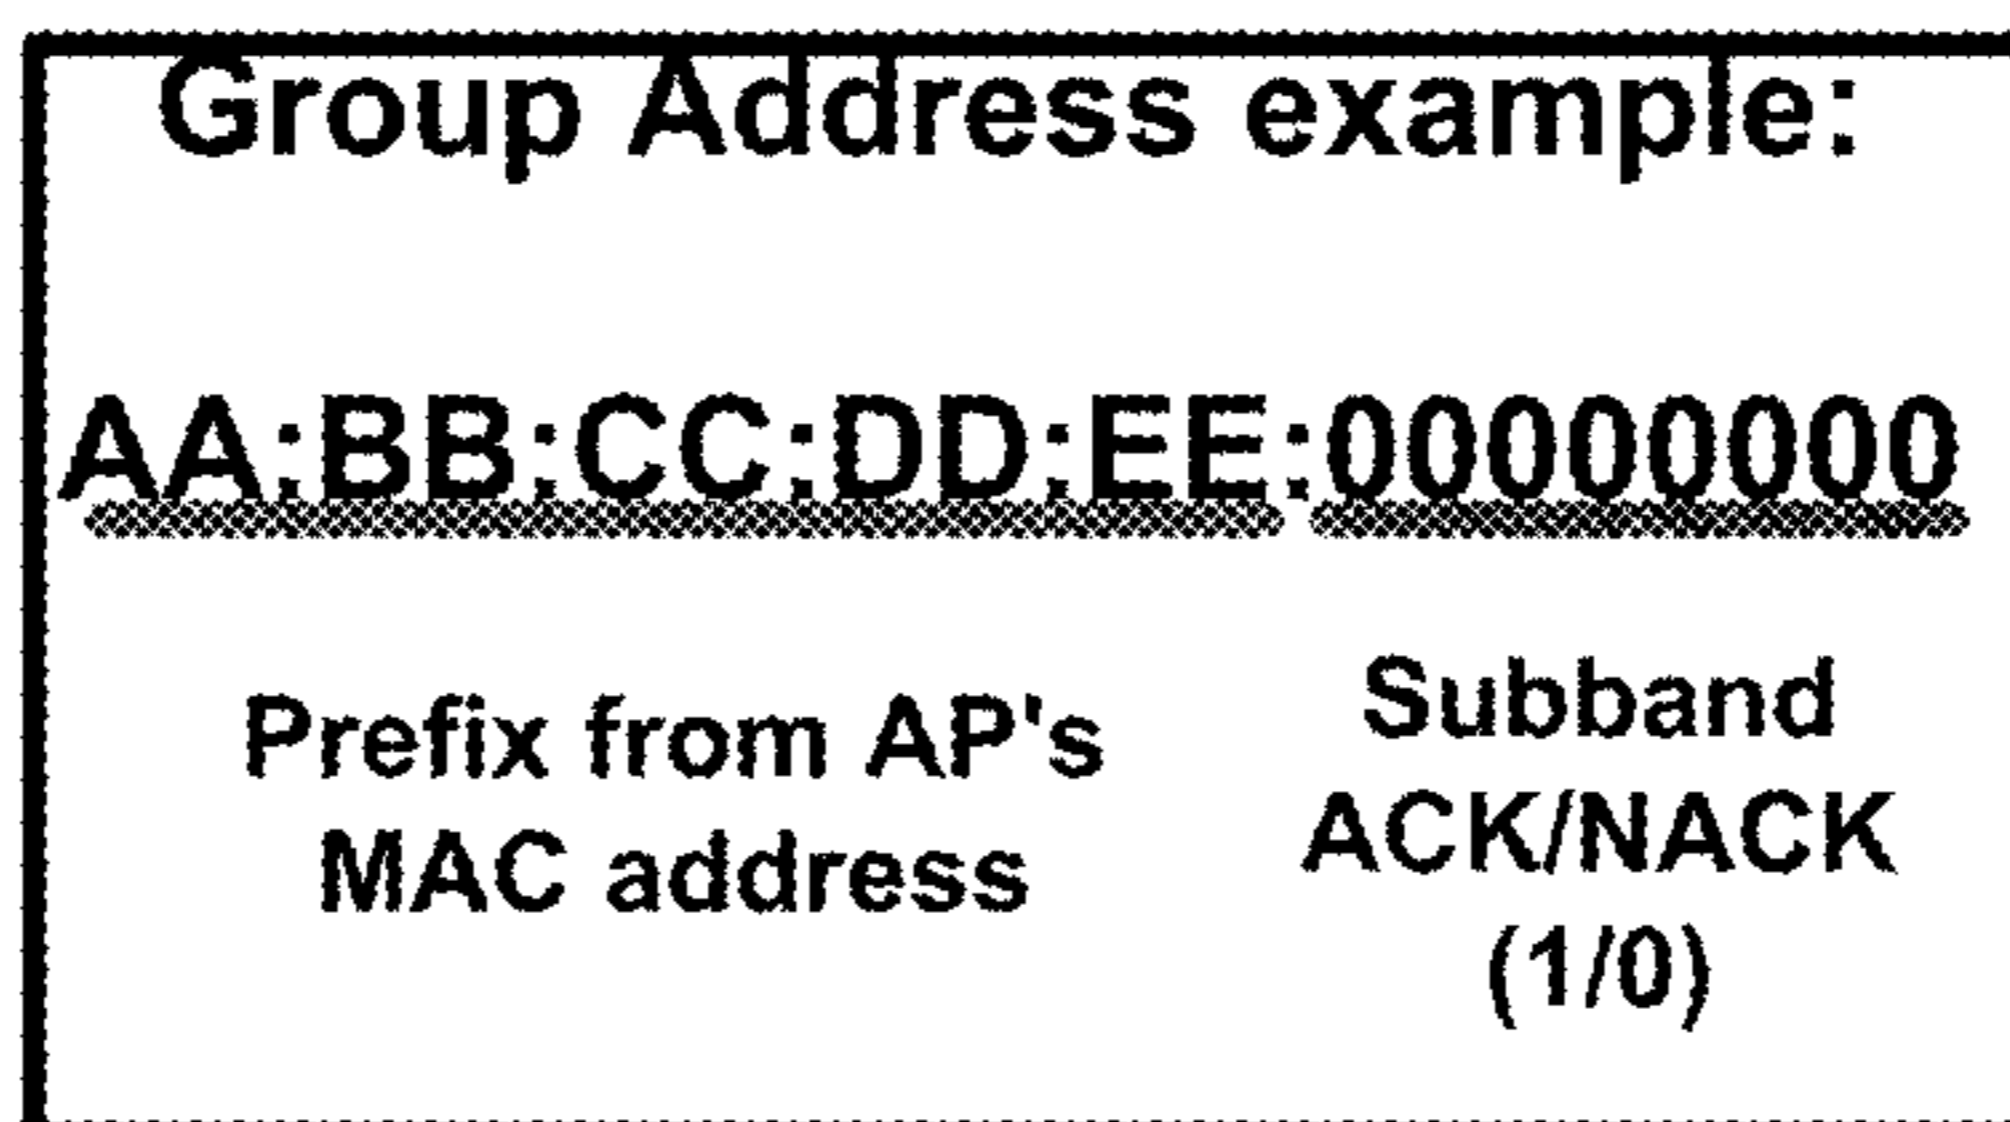 Group Address example:
AA:BB:CC:DD:EE:00000000
Prefix from AP's
MAC address
Subband
ACK/NACK
(1/0)